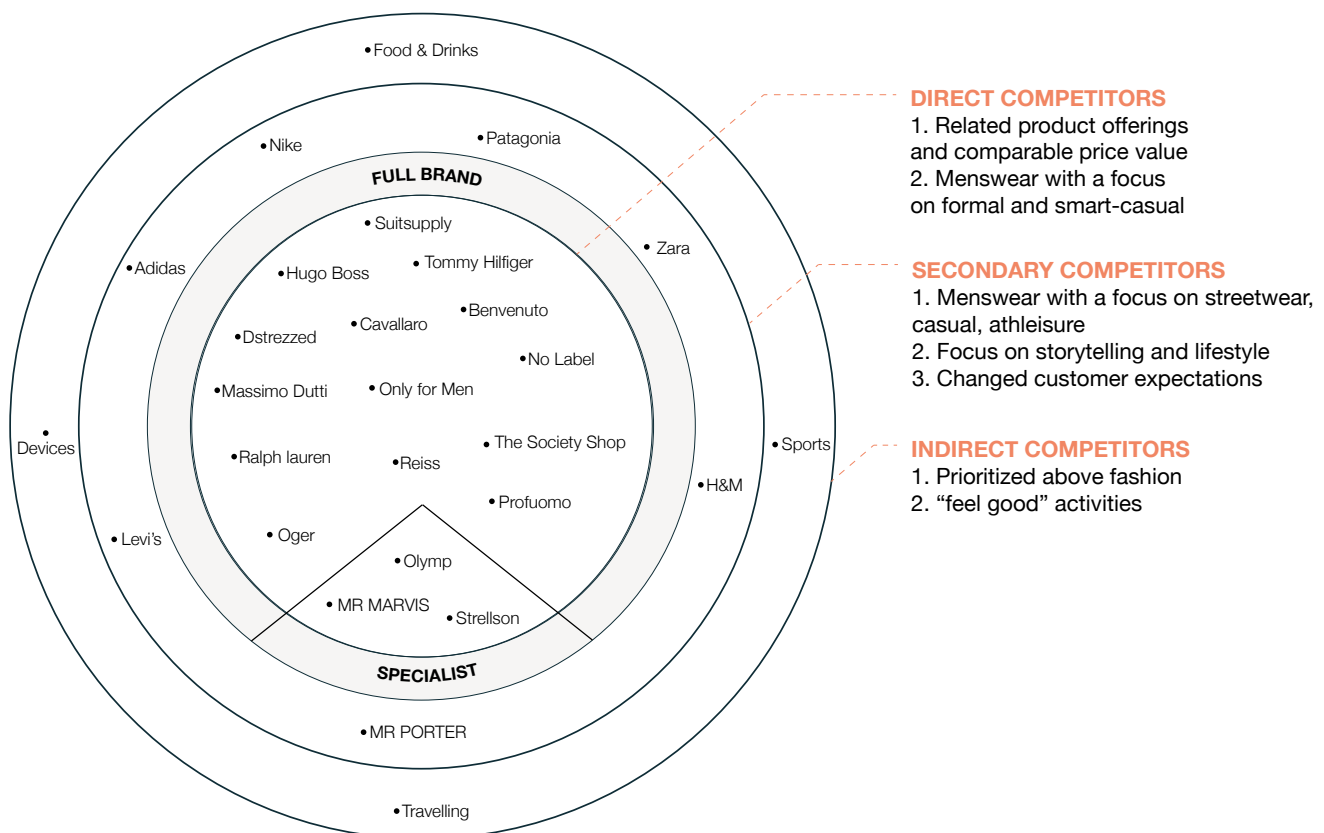 •Food & Drinks
•Nike
•Patagonia
FULL BRAND
•Suitsupply
•Zara
•Adidas
•Hugo Boss
•Tommy Hilfiger
•Benvenuto
•Cavallaro
•Dstrezzed
•No Label
•Massimo Dutti
•Only for Men
•Devices
•The Society Shop
•Sports
•Ralph lauren
•Reiss
•H&M
•Profuomo
•Levi's
•Oger
•Olymp
•MR MARVIS
•Strellson
SPECIALIST
•MR PORTER
•Travelling
DIRECT COMPETITORS
1. Related product offerings
and comparable price value
2. Menswear with a focus
on formal and smart-casual
SECONDARY COMPETITORS
1. Menswear with a focus on streetwear,
casual, athleisure
2. Focus on storytelling and lifestyle
3. Changed customer expectations
INDIRECT COMPETITORS
1. Prioritized above fashion
2. “feel good” activities